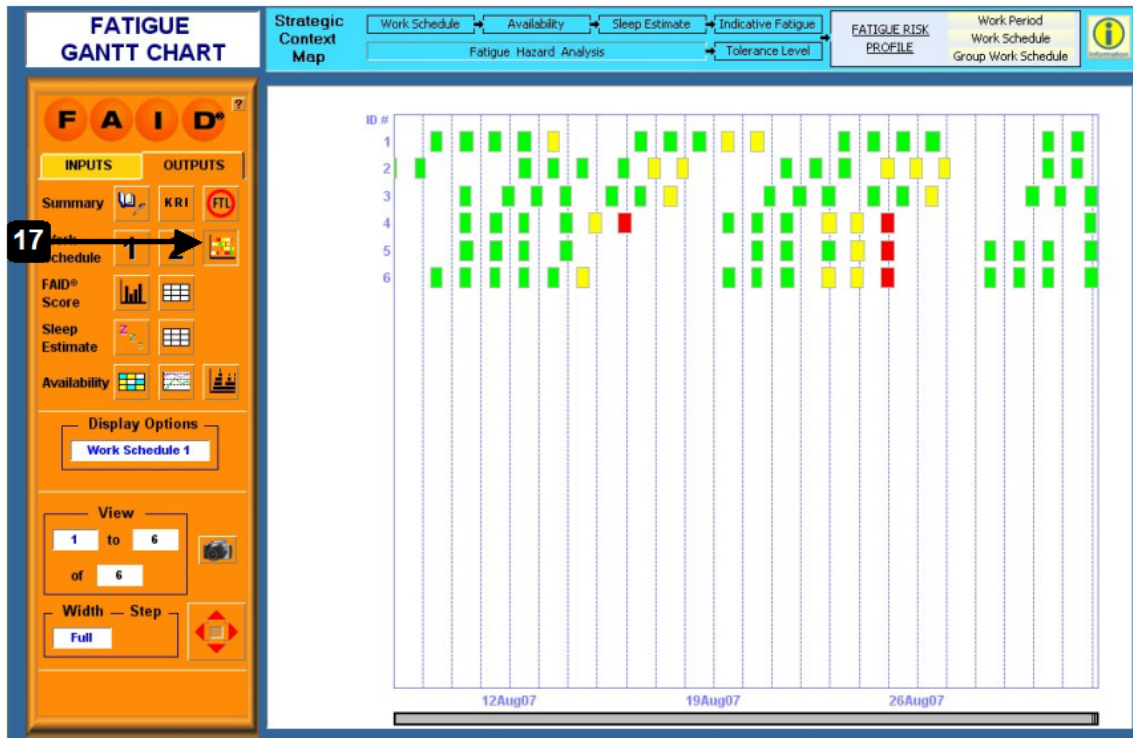 FATIGUE
GANTT CHART
Strategic
Context
Map
Work Schedule
Availability
Sleep Estimate
Indicative Fatigue
Fatigue Hazard Analysis
Tolerance Level
FATIGUE RISK
PROFILE
Work Period
Work Schedule
Group Work Schedule
Information
F A I D®
?
INPUTS
OUTPUTS
Summary
KRI
FTL
17
Work
Schedule
1
2
FAID®
Score
Sleep
Estimate
z z z
Availability
Display Options
Work Schedule 1
View
1 to 6
of 6
Width — Step
Full
ID #
1
2
3
4
5
6
12Aug07
19Aug07
26Aug07